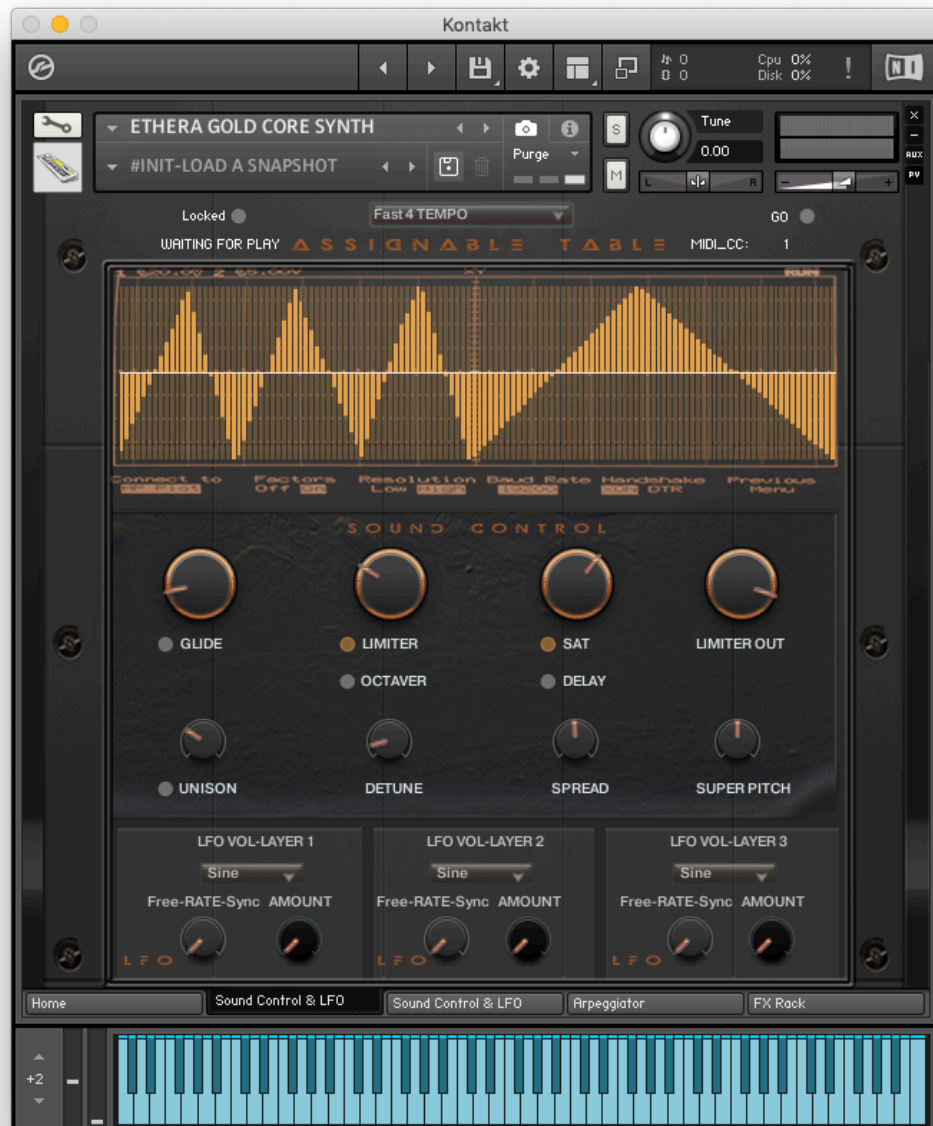 Kontakt
0 Cpu 0%
0 Disk 0% ! NI
ETHERA GOLD CORE SYNTH S Tune
0.00
#INIT-LOAD A SNAPSHOT Purge M L R - + AUX
PV
Locked Fast 4 TEMPO GO
WAITING FOR PLAY ASSIGNABLE TABLE MIDI_CC: 1
XY RUN
Connect to Factors Resolution Baud Rate Handshake Previous
Off On Low High 19200 XON DTR Menu
SOUND CONTROL
GLIDE LIMITER SAT LIMITER OUT
OCTAVER DELAY
UNISON DETUNE SPREAD SUPER PITCH
LFO VOL-LAYER 1 LFO VOL-LAYER 2 LFO VOL-LAYER 3
Sine Sine Sine
Free-RATE-Sync AMOUNT Free-RATE-Sync AMOUNT Free-RATE-Sync AMOUNT
LFO LFO LFO
Home Sound Control & LFO Sound Control & LFO Arpeggiator FX Rack
+2